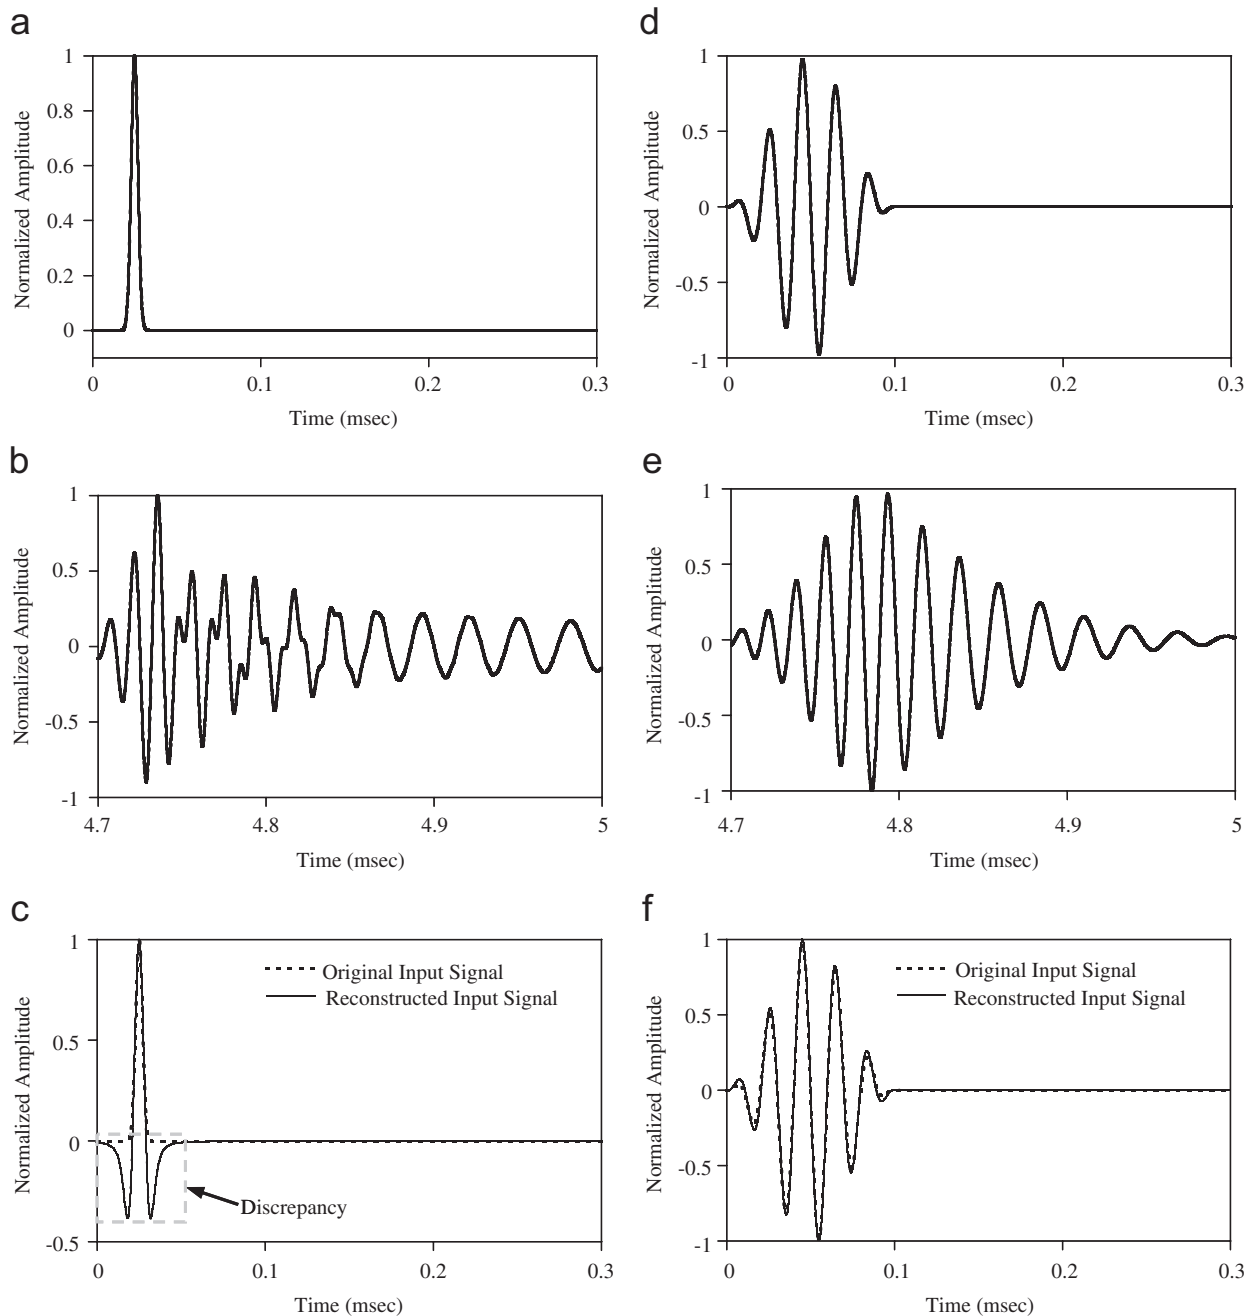 a
1
0.8
0.6
0.4
0.2
0
Normalized Amplitude
0 0.1 0.2 0.3
Time (msec)
d
1
0.5
0
-0.5
-1
Normalized Amplitude
0 0.1 0.2 0.3
Time (msec)
b
1
0.5
0
-0.5
-1
Normalized Amplitude
4.7 4.8 4.9 5
Time (msec)
e
1
0.5
0
-0.5
-1
Normalized Amplitude
4.7 4.8 4.9 5
Time (msec)
c
1
0.5
0
-0.5
Normalized Amplitude
Original Input Signal
Reconstructed Input Signal
Discrepancy
0 0.1 0.2 0.3
Time (msec)
f
1
0.5
0
-0.5
-1
Normalized Amplitude
Original Input Signal
Reconstructed Input Signal
0 0.1 0.2 0.3
Time (msec)